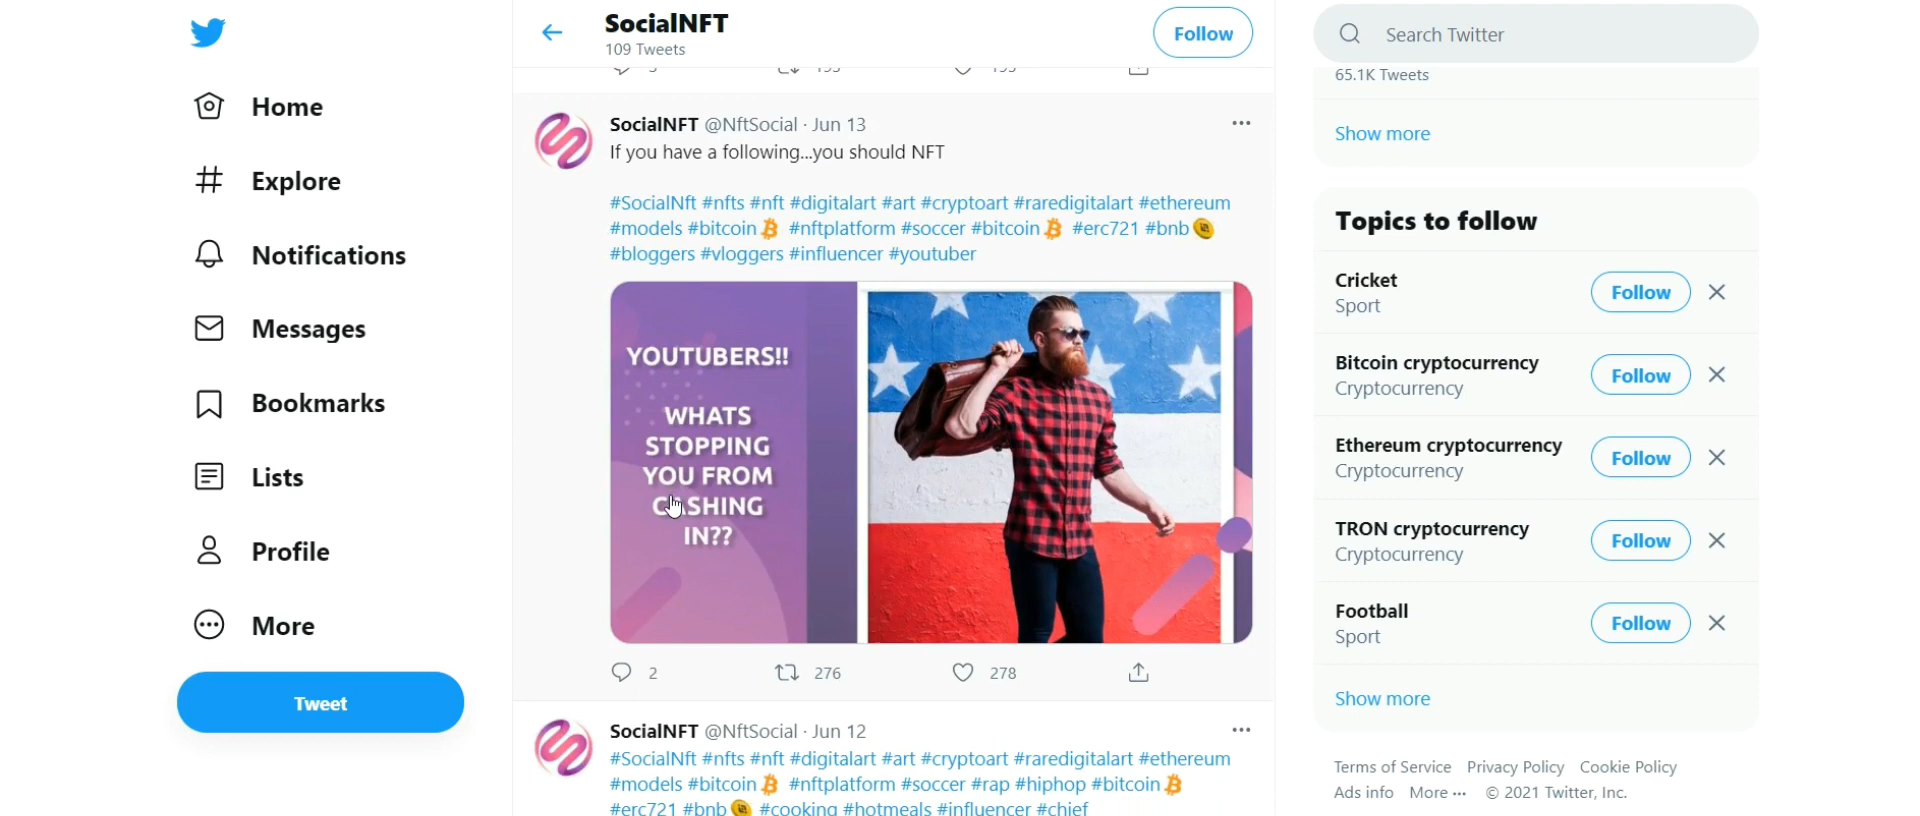 SocialNFT
109 Tweets
Follow
Search Twitter
65.1K Tweets
Show more
Home
Explore
Notifications
Messages
Bookmarks
Lists
Profile
More
Tweet
SocialNFT @NftSocial · Jun 13
If you have a following...you should NFT
#SocialNft #nfts #nft #digitalart #art #cryptoart #raredigitalart #ethereum
#models #bitcoin #nftplatform #soccer #bitcoin #erc721 #bnb
#bloggers #vloggers #influencer #youtuber
YOUTUBERS!!
WHATS
STOPPING
YOU FROM
CASHING
IN??
2 276 278
SocialNFT @NftSocial · Jun 12
#SocialNft #nfts #nft #digitalart #art #cryptoart #raredigitalart #ethereum
#models #bitcoin #nftplatform #soccer #rap #hiphop #bitcoin
#erc721 #bnb #cooking #hotmeals #influencer #chief
Topics to follow
Cricket
Sport
Follow
Bitcoin cryptocurrency
Cryptocurrency
Follow
Ethereum cryptocurrency
Cryptocurrency
Follow
TRON cryptocurrency
Cryptocurrency
Follow
Football
Sport
Follow
Show more
Terms of Service Privacy Policy Cookie Policy
Ads info More ··· © 2021 Twitter, Inc.